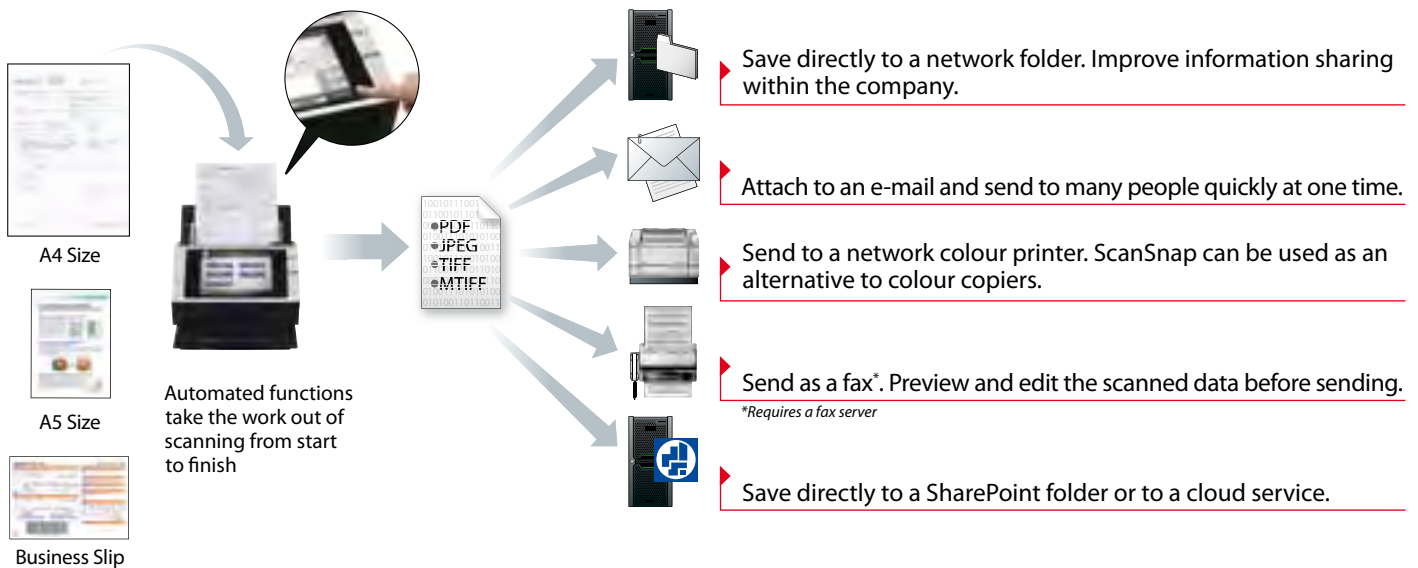 A4 Size
A5 Size
Business Slip
Automated functions
take the work out of
scanning from start
to finish
●PDF
●JPEG
●TIFF
●MTIFF
Save directly to a network folder. Improve information sharing
within the company.
Attach to an e-mail and send to many people quickly at one time.
Send to a network colour printer. ScanSnap can be used as an
alternative to colour copiers.
Send as a fax*. Preview and edit the scanned data before sending.
*Requires a fax server
Save directly to a SharePoint folder or to a cloud service.